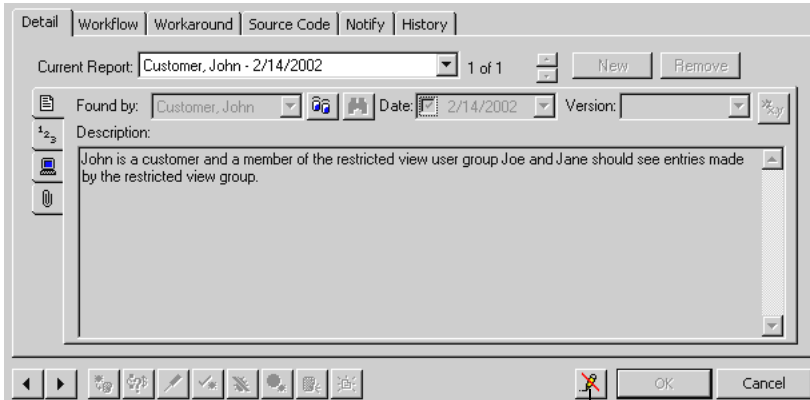 Detail Workflow Workaround Source Code Notify History
Current Report: Customer, John - 2/14/2002 1 of 1 New Remove
Found by: Customer, John Date: 2/14/2002 Version:
Description:
John is a customer and a member of the restricted view user group Joe and Jane should see entries made
by the restricted view group.
OK Cancel